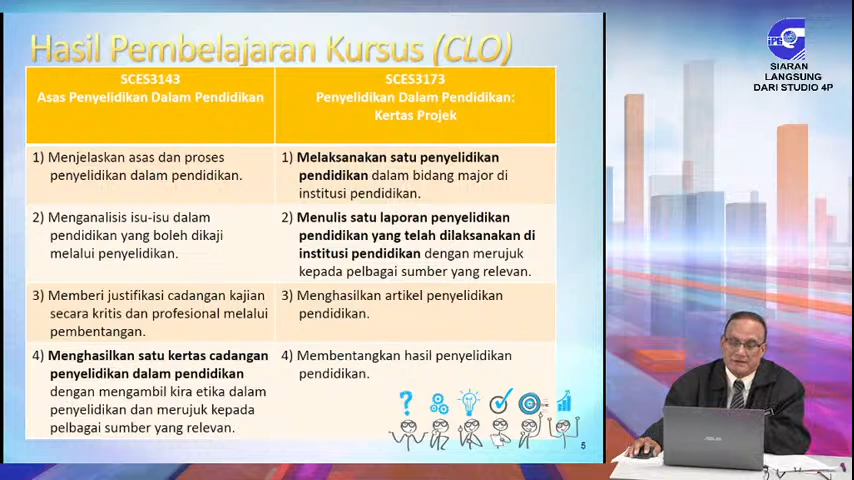 Hasil Pembelajaran Kursus (CLO)
SCES3143
Asas Penyelidikan Dalam Pendidikan
SCES3173
Penyelidikan Dalam Pendidikan:
Kertas Projek
1) Menjelaskan asas dan proses
penyelidikan dalam pendidikan.
1) Melaksanakan satu penyelidikan
pendidikan dalam bidang major di
institusi pendidikan.
2) Menganalisis isu-isu dalam
pendidikan yang boleh dikaji
melalui penyelidikan.
2) Menulis satu laporan penyelidikan
pendidikan yang telah dilaksanakan di
institusi pendidikan dengan merujuk
kepada pelbagai sumber yang relevan.
3) Memberi justifikasi cadangan kajian
secara kritis dan profesional melalui
pembentangan.
3) Menghasilkan artikel penyelidikan
pendidikan.
4) Menghasilkan satu kertas cadangan
penyelidikan dalam pendidikan
dengan mengambil kira etika dalam
penyelidikan dan merujuk kepada
pelbagai sumber yang relevan.
4) Membentangkan hasil penyelidikan
pendidikan.
?
5
SIARAN
LANGSUNG
DARI STUDIO 4P
ASUS